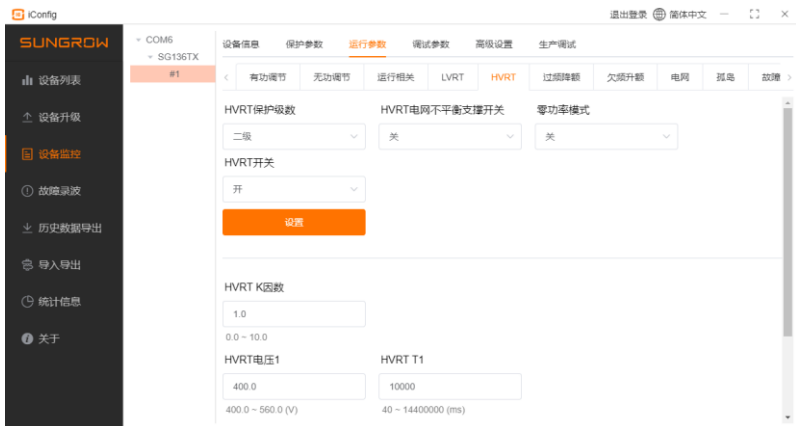 iConfig
退出登录 简体中文
SUNGROW
设备列表
设备升级
设备监控
故障录波
历史数据导出
导入导出
统计信息
关于
COM6
SG136TX
#1
设备信息 保护参数 运行参数 调试参数 高级设置 生产调试
有功调节 无功调节 运行相关 LVRT HVRT 过频降额 欠频升额 电网 孤岛 故障
HVRT保护级数 HVRT电网不平衡支撑开关 零功率模式
二级 关 关
HVRT开关
开
设置
HVRT K因数
1.0
0.0 ~ 10.0
HVRT电压1 HVRT T1
400.0 10000
400.0 ~ 560.0 (V) 40 ~ 14400000 (ms)